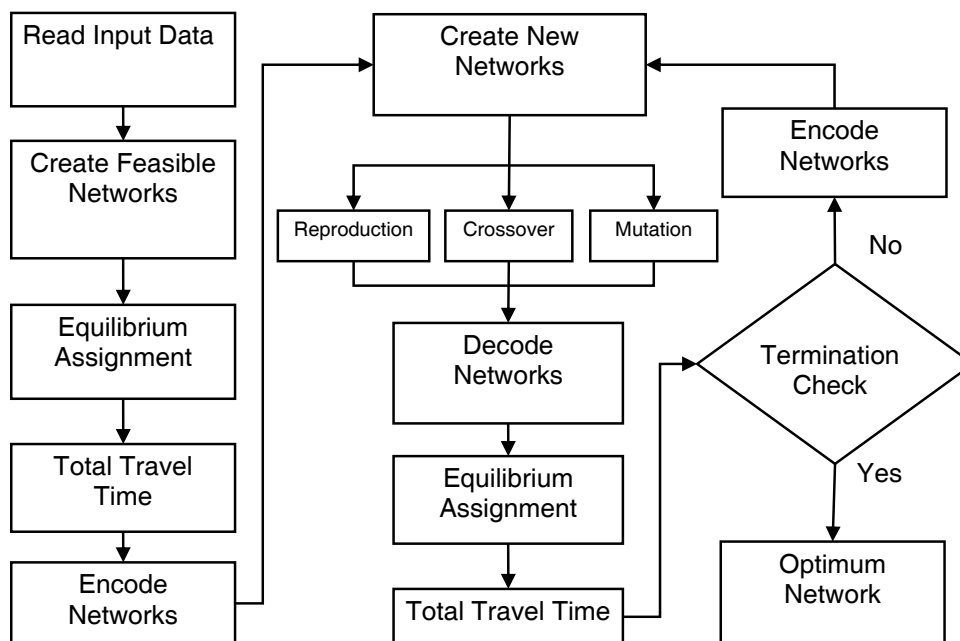 Read Input Data
Create Feasible
Networks
Equilibrium
Assignment
Total Travel
Time
Encode
Networks
Create New
Networks
Reproduction
Crossover
Mutation
Decode
Networks
Equilibrium
Assignment
Total Travel Time
Encode
Networks
No
Termination
Check
Yes
Optimum
Network